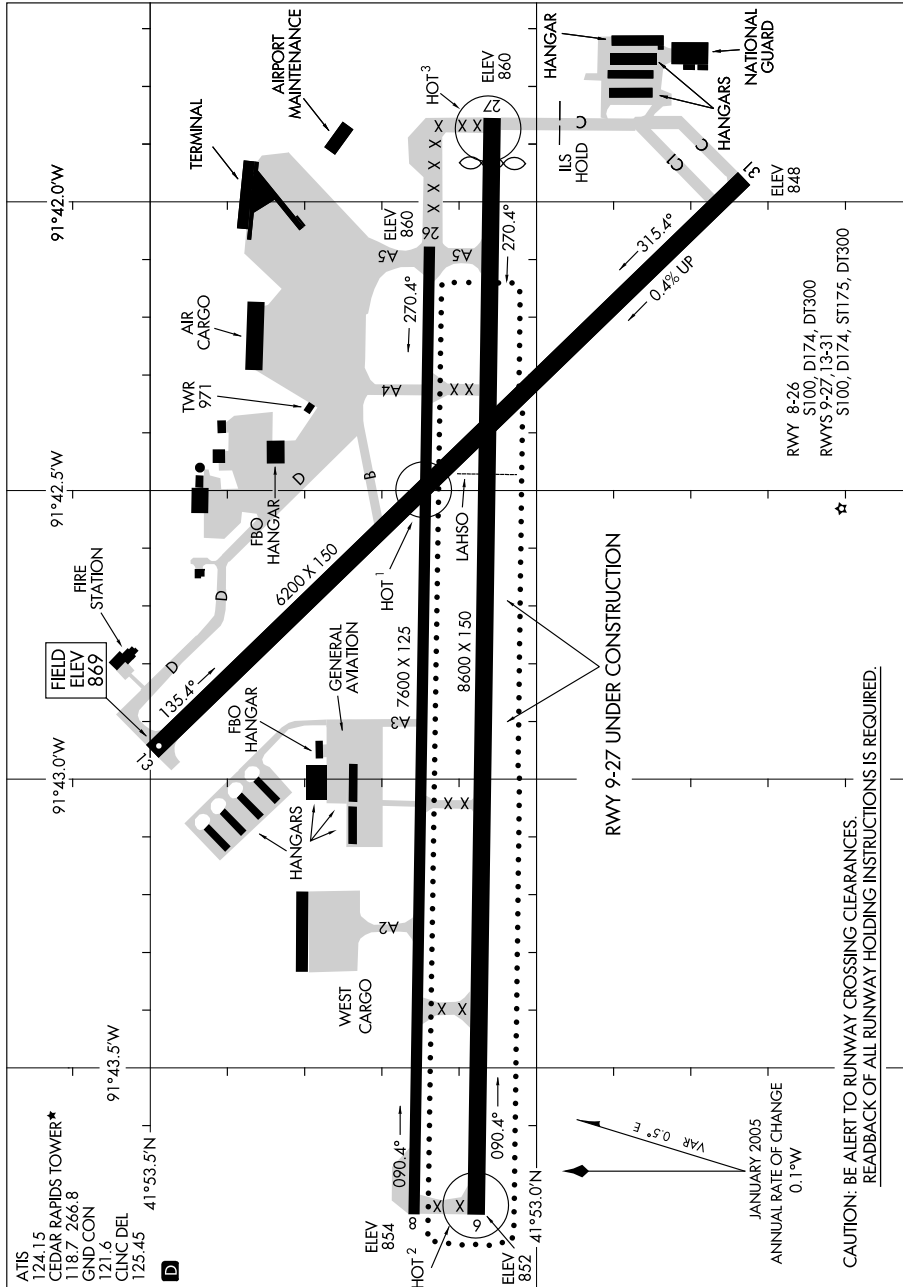 ATIS
124.15
CEDAR RAPIDS TOWER★
118.7 266.8
GND CON
121.6
CLNC DEL
125.45
D
91°43.5'W
91°43.0'W
91°42.5'W
91°42.0'W
41°53.5'N
41°53.0'N
FIELD
ELEV
869
FIRE
STATION
13
135.4°
6200 X 150
D
D
D
FBO
HANGAR
TWR
971
AIR
CARGO
TERMINAL
AIRPORT
MAINTENANCE
HANGARS
FBO
HANGAR
GENERAL
AVIATION
WEST
CARGO
A2
A3
B
A4
A5
A5
ELEV
860
26
270.4°
HOT 3
ELEV
860
27
270.4°
HOT 1
LAHSO
X X
X X
X X
X X
X X X X
X X
ELEV
854
8
090.4°
7600 X 125
HOT 2
ELEV
852
9
090.4°
8600 X 150
RWY 9-27 UNDER CONSTRUCTION
ILS
HOLD
C
C
C1
HANGAR
HANGARS
NATIONAL
GUARD
31
ELEV
848
315.4°
0.4% UP
RWY 8-26
S100, D174, DT300
RWYS 9-27, 13-31
S100, D174, ST175, DT300
VAR 0.5° E
JANUARY 2005
ANNUAL RATE OF CHANGE
0.1°W
CAUTION: BE ALERT TO RUNWAY CROSSING CLEARANCES.
READBACK OF ALL RUNWAY HOLDING INSTRUCTIONS IS REQUIRED.